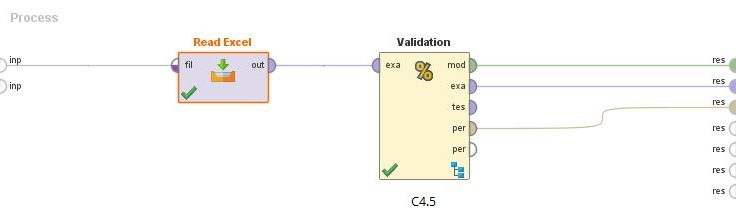 Process
Read Excel
Validation
inp
fil
out
exa
mod
res
inp
exa
res
tes
res
per
res
per
res
res
res
C4.5